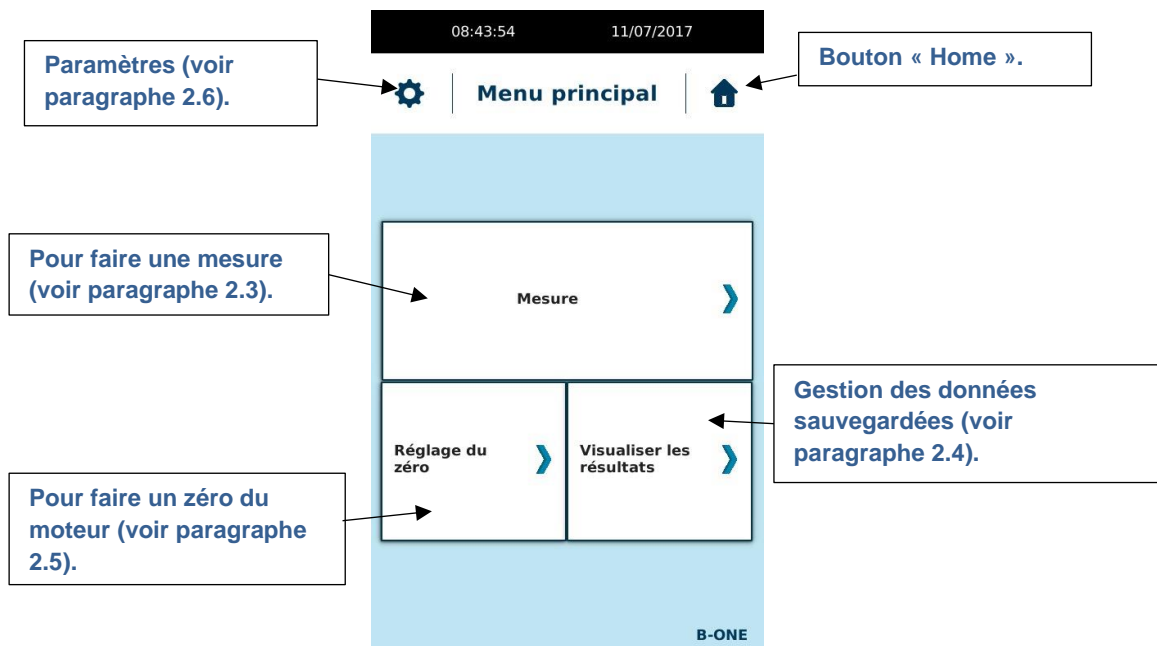 08:43:54 11/07/2017
Paramètres (voir
paragraphe 2.6).
Menu principal
Bouton « Home ».
Pour faire une mesure
(voir paragraphe 2.3).
Mesure
Gestion des données
sauvegardées (voir
paragraphe 2.4).
Réglage du
zéro
Visualiser les
résultats
Pour faire un zéro du
moteur (voir paragraphe
2.5).
B-ONE